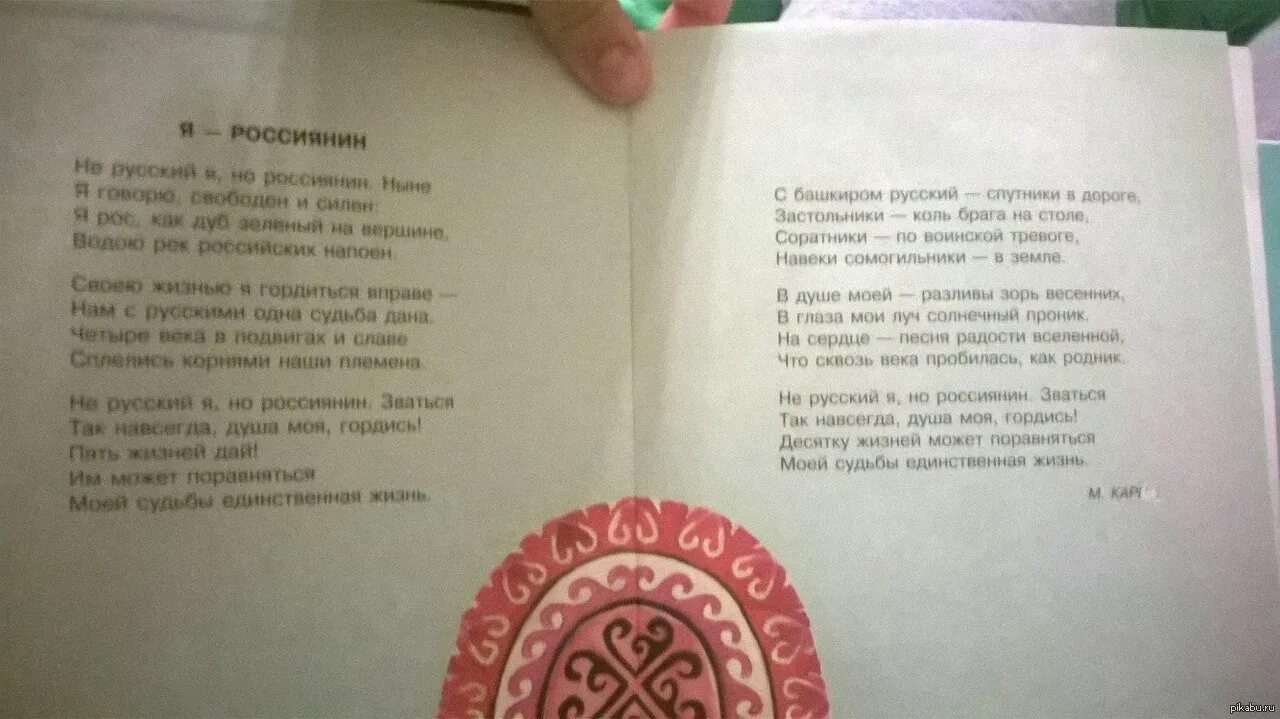 Я — РОССИЯНИН
Не русский я, но россиянин. Ныне
Я говорю, свободен и силен:
Я рос, как дуб зеленый на вершине,
Водою рек российских напоен.
Своею жизнью я гордиться вправе —
Нам с русскими одна судьба дана.
Четыре века в подвигах и славе
Сплелись корнями наши племена.
Не русский я, но россиянин. Зваться
Так навсегда, душа моя, гордись!
Пять жизней дай!
Им может поравняться
Моей судьбы единственная жизнь.
С башкиром русский — спутники в дороге,
Застольники — коль брага на столе,
Соратники — по воинской тревоге,
Навеки сомогильники — в земле.
В душе моей — разливы зорь весенних,
В глаза мои луч солнечный проник.
На сердце — песня радости вселенной,
Что сквозь века пробилась, как родник.
Не русский я, но россиянин. Зваться
Так навсегда, душа моя, гордись!
Десятку жизней может поравняться
Моей судьбы единственная жизнь.
М.
pikabu.ru